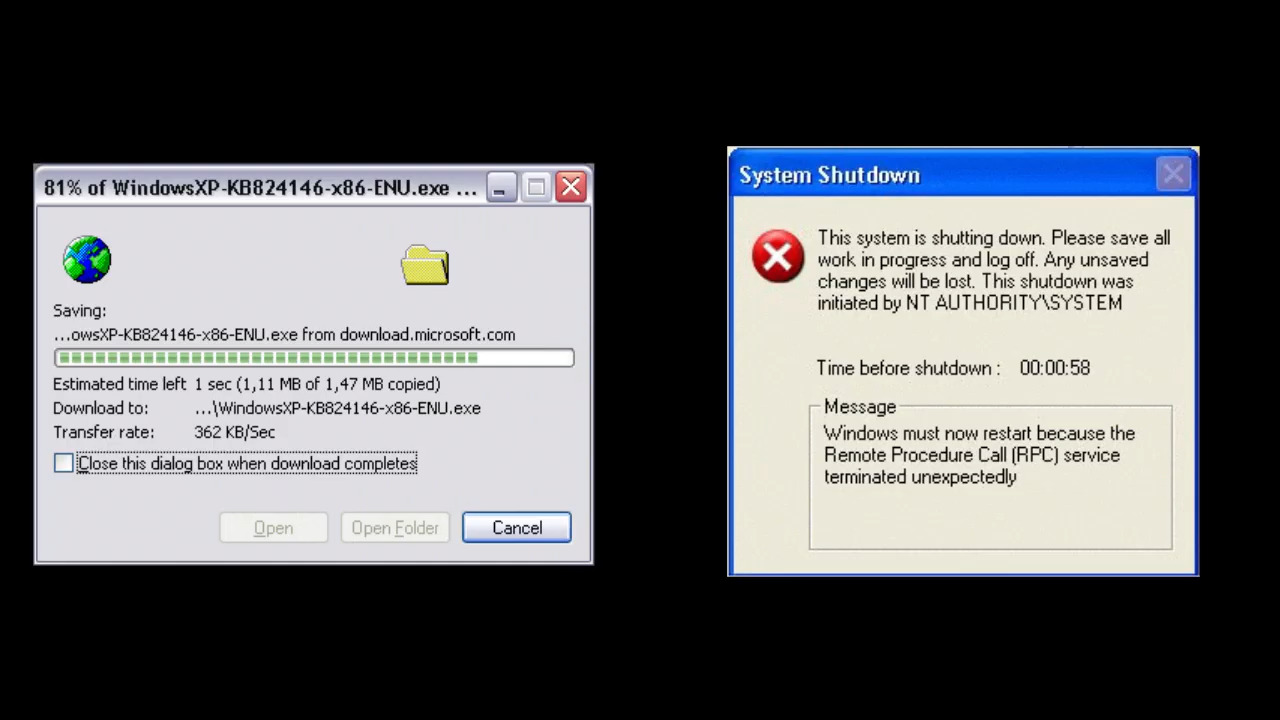 81% of WindowsXP-KB824146-x86-ENU.exe ...
Saving:
...owsXP-KB824146-x86-ENU.exe from download.microsoft.com
Estimated time left 1 sec (1,11 MB of 1,47 MB copied)
Download to: ...\WindowsXP-KB824146-x86-ENU.exe
Transfer rate: 362 KB/Sec
Close this dialog box when download completes
Open Open Folder Cancel
System Shutdown
This system is shutting down. Please save all
work in progress and log off. Any unsaved
changes will be lost. This shutdown was
initiated by NT AUTHORITY\SYSTEM
Time before shutdown : 00:00:58
Message
Windows must now restart because the
Remote Procedure Call (RPC) service
terminated unexpectedly